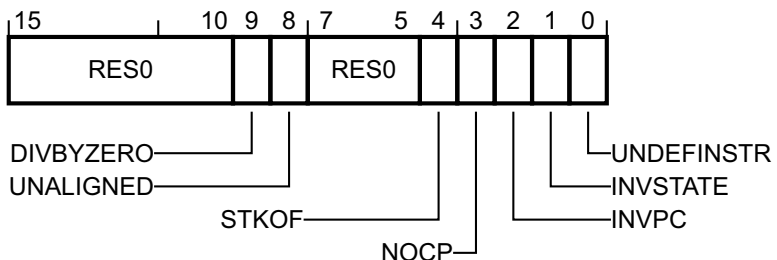 15 10 9 8 7 5 4 3 2 1 0
RES0 RES0
DIVBYZERO UNDEFINSTR
UNALIGNED INVSTATE
STKOF INVPC
NOCP